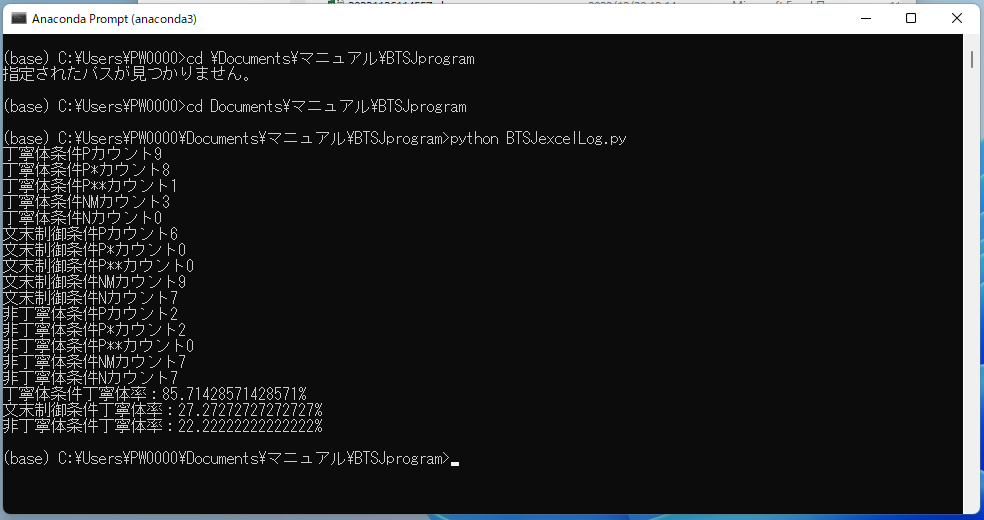 Anaconda Prompt (anaconda3)
(base) C:¥Users¥PW0000>cd ¥Documents¥マニュアル¥BTSJprogram
指定されたパスが見つかりません。
(base) C:¥Users¥PW0000>cd Documents¥マニュアル¥BTSJprogram
(base) C:¥Users¥PW0000¥Documents¥マニュアル¥BTSJprogram>python BTSJexcelLog.py
丁寧体条件Pカウント9
丁寧体条件P*カウント8
丁寧体条件P**カウント1
丁寧体条件NMカウント3
丁寧体条件Nカウント0
文末制御条件Pカウント6
文末制御条件P*カウント0
文末制御条件P**カウント0
文末制御条件NMカウント9
文末制御条件Nカウント7
非丁寧体条件Pカウント2
非丁寧体条件P*カウント2
非丁寧体条件P**カウント0
非丁寧体条件NMカウント7
非丁寧体条件Nカウント7
丁寧体条件丁寧体率：85.71428571428571%
文末制御条件丁寧体率：27.27272727272727%
非丁寧体条件丁寧体率：22.22222222222222%
(base) C:¥Users¥PW0000¥Documents¥マニュアル¥BTSJprogram>